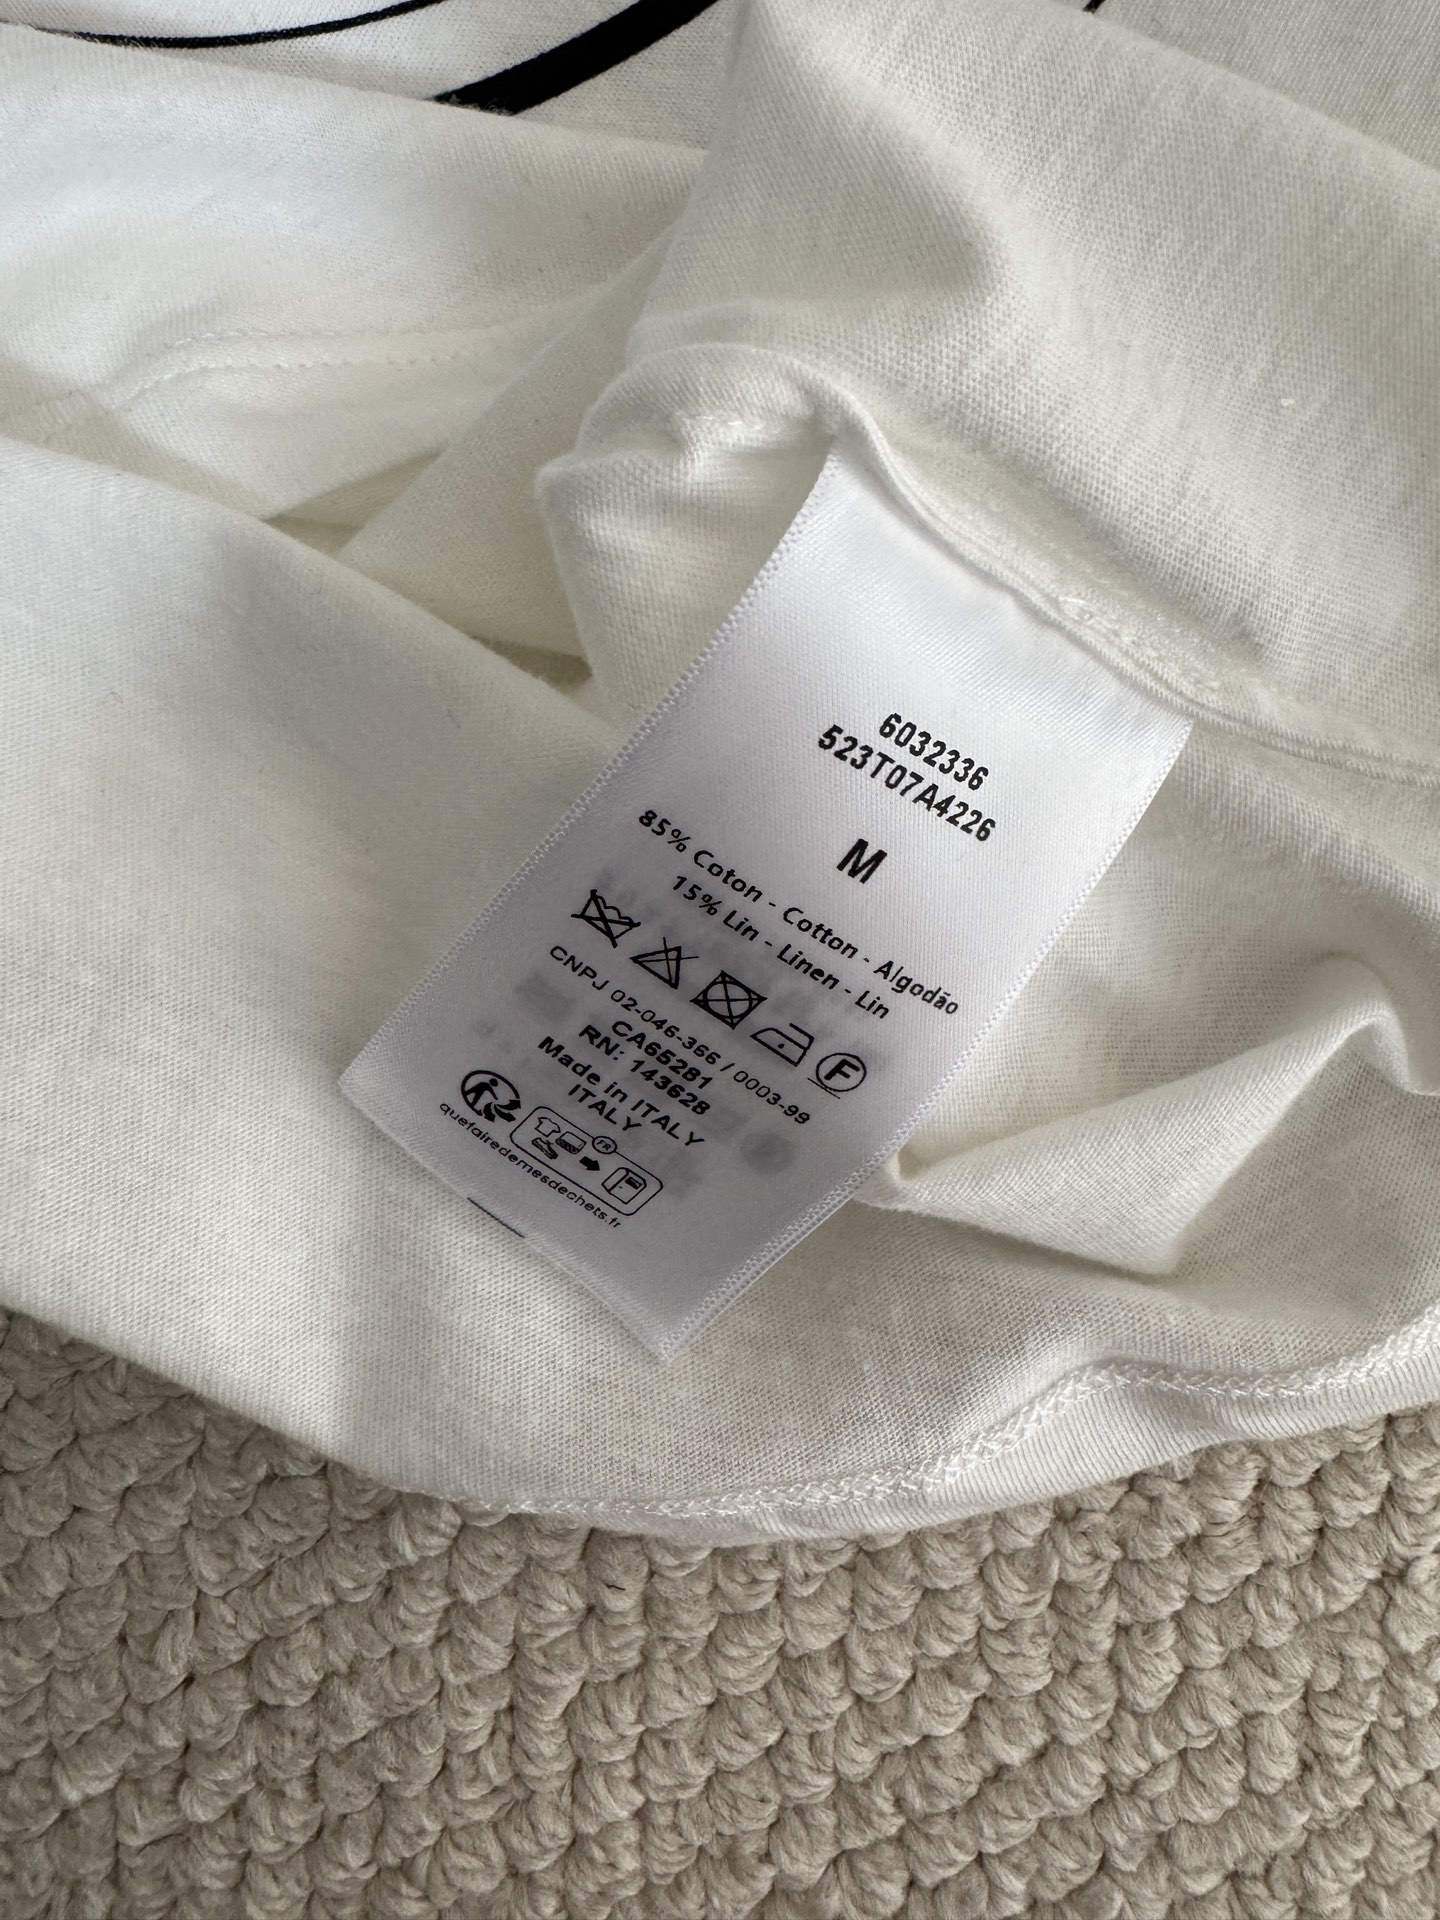 6032336
523T07A4226
M
85% Coton - Cotton - Algodão
15% Lin - Linen - Lin
F
CNPJ 02-046-366 / 0003-99
CA65281
RN: 143628
Made in ITALY
ITALY
FR
quefairedemesdechets.fr